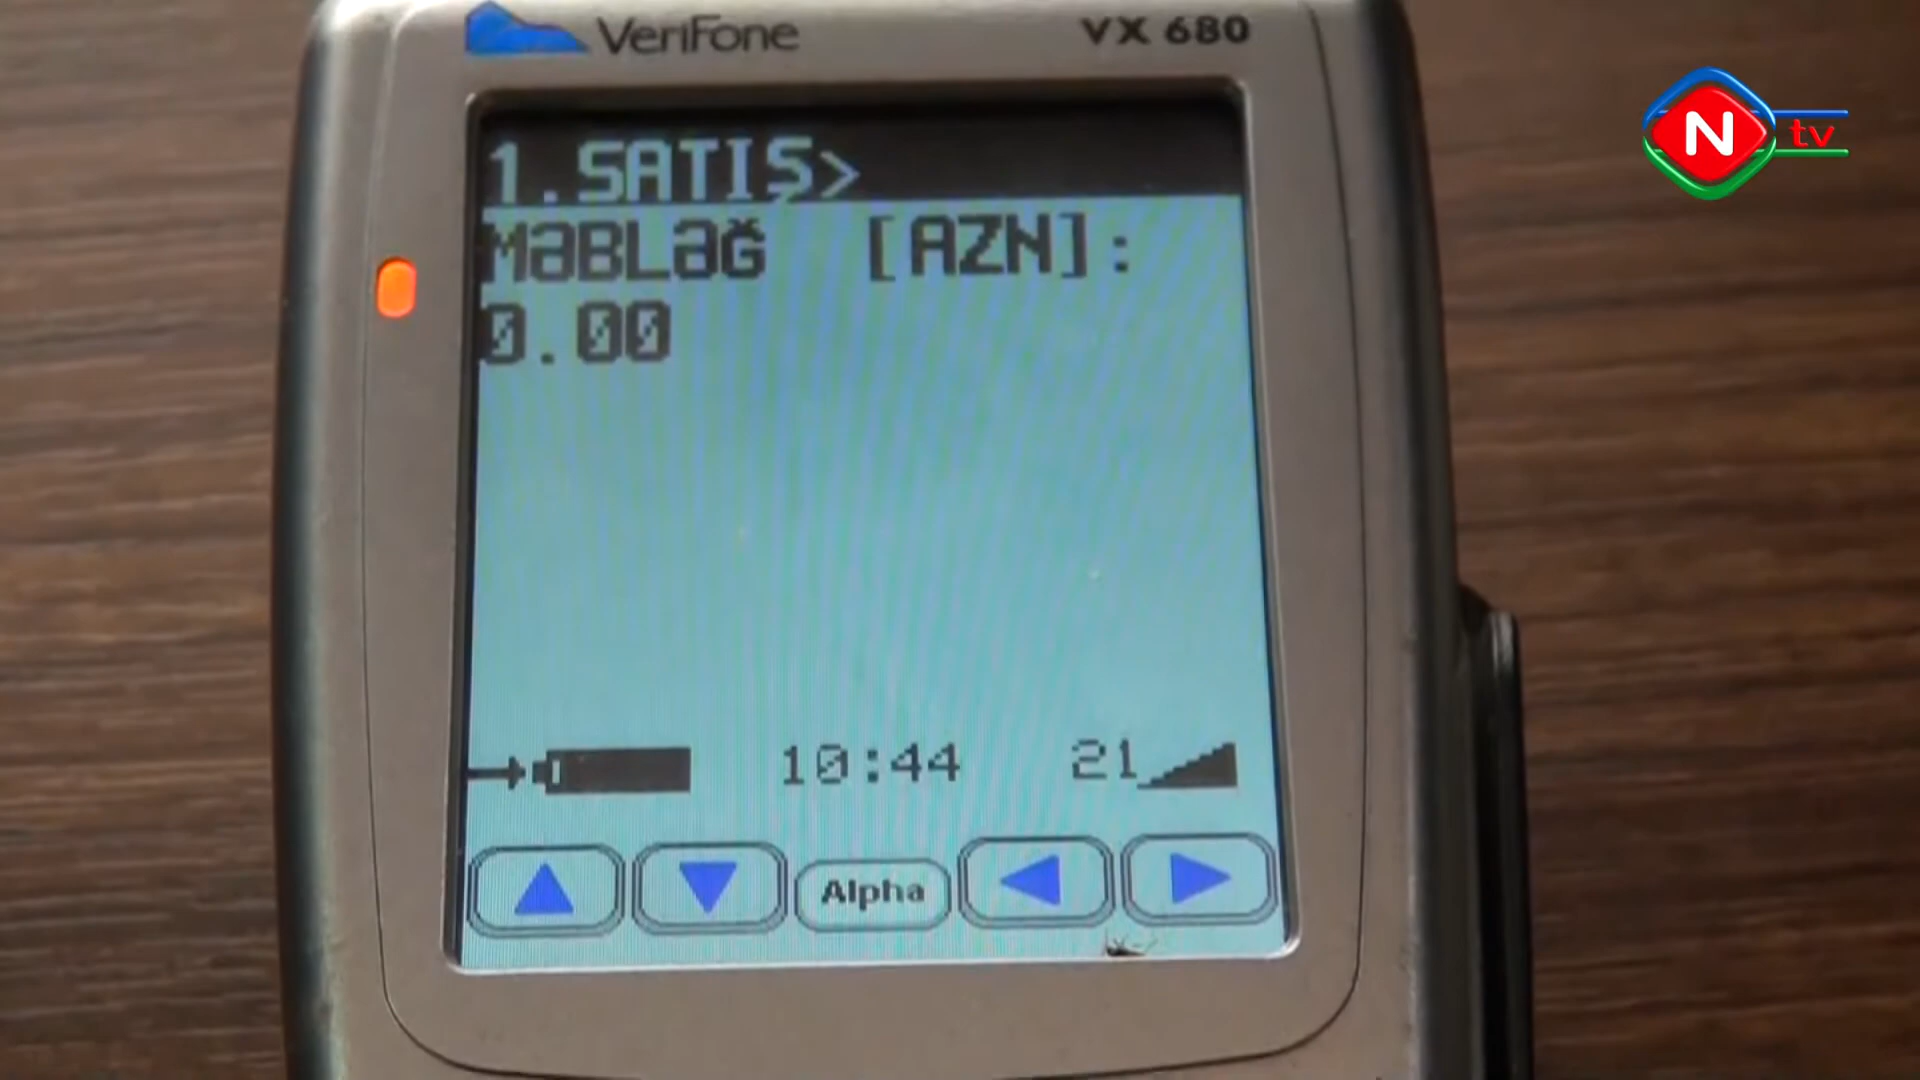 VeriFone VX 680
N tv
1.SATIŞ>
MəBLəĞ [AZN]:
0.00
10:44 21
Alpha